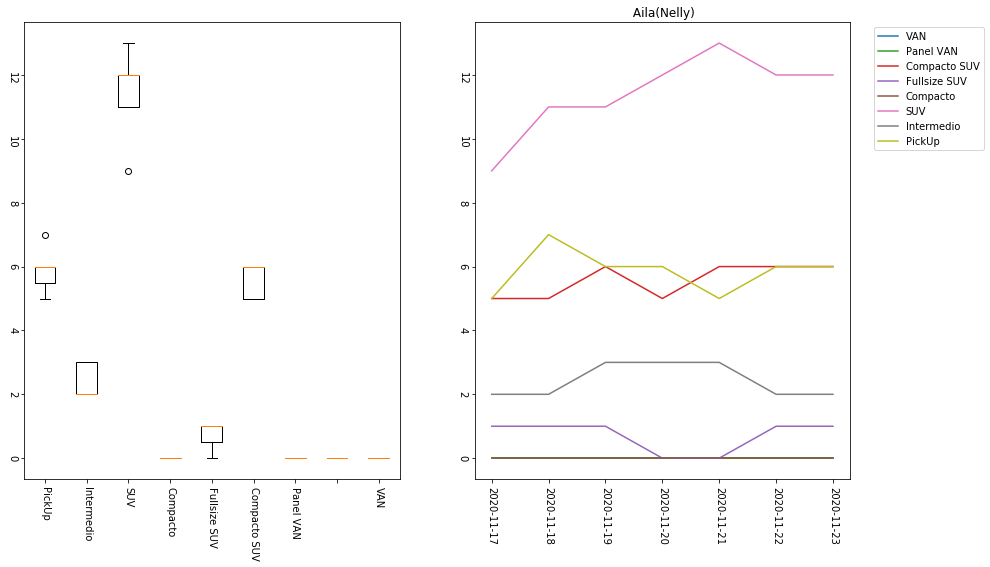 12
10
8
6
4
2
0
PickUp
Intermedio
SUV
Compacto
Fullsize SUV
Compacto SUV
Panel VAN
VAN
Aila(Nelly)
12
10
8
6
4
2
0
2020-11-17
2020-11-18
2020-11-19
2020-11-20
2020-11-21
2020-11-22
2020-11-23
VAN
Panel VAN
Compacto SUV
Fullsize SUV
Compacto
SUV
Intermedio
PickUp